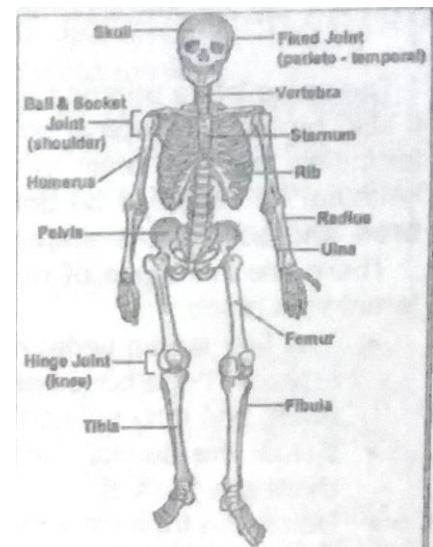 Skull
Fixed Joint
(parieto - temporal)
Vertebra
Ball & Socket
Joint
(shoulder)
Sternum
Humerus
Rib
Radius
Pelvis
Ulna
Femur
Hinge Joint
(knee)
Fibula
Tibia